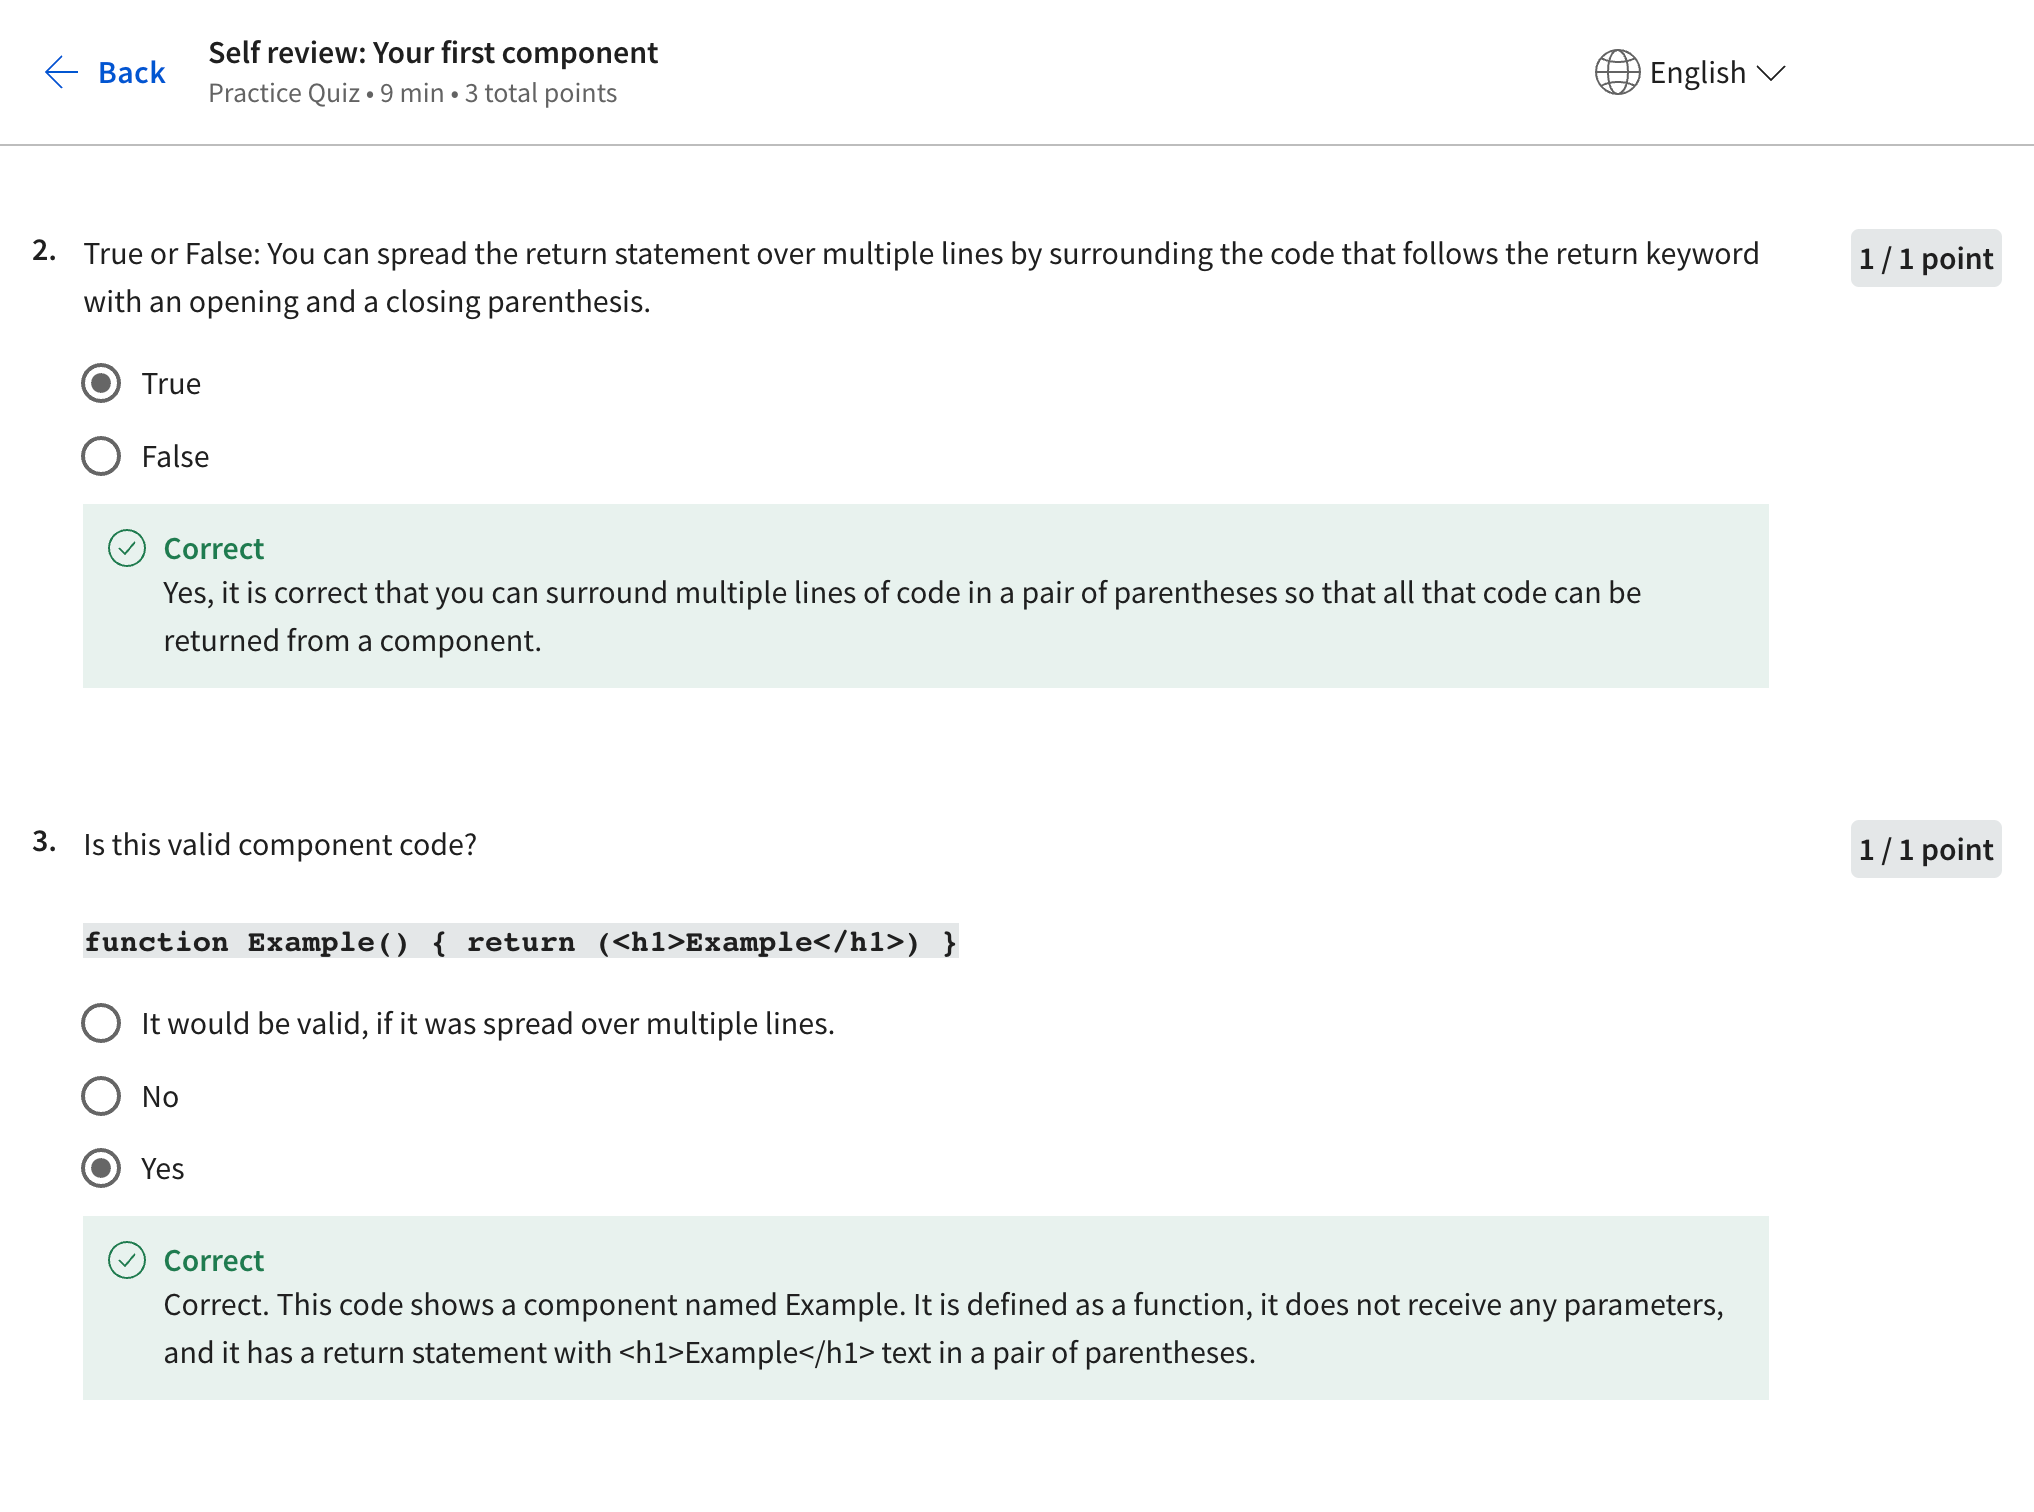 Back
Self review: Your first component
Practice Quiz • 9 min • 3 total points
English
2. True or False: You can spread the return statement over multiple lines by surrounding the code that follows the return keyword
with an opening and a closing parenthesis.
1 / 1 point
True
False
Correct
Yes, it is correct that you can surround multiple lines of code in a pair of parentheses so that all that code can be
returned from a component.
3. Is this valid component code?
1 / 1 point
function Example() { return (<h1>Example</h1>) }
It would be valid, if it was spread over multiple lines.
No
Yes
Correct
Correct. This code shows a component named Example. It is defined as a function, it does not receive any parameters,
and it has a return statement with <h1>Example</h1> text in a pair of parentheses.